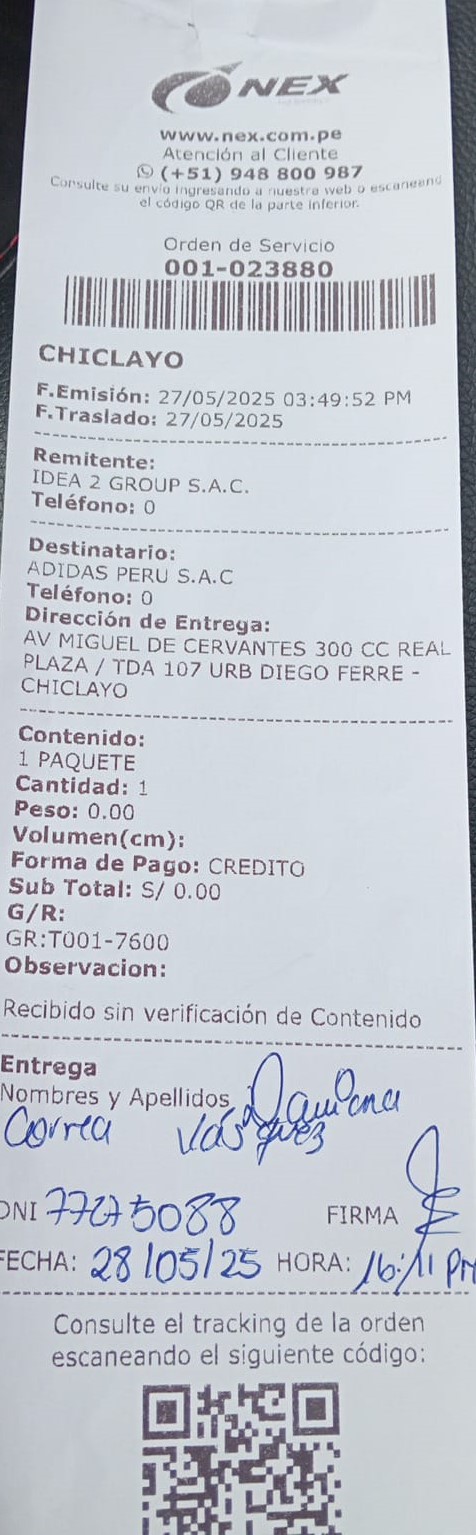 NEX
www.nex.com.pe
Atención al Cliente
(+51) 948 800 987
Consulte su envío ingresando a nuestra web o escaneand
el código QR de la parte inferior.
Orden de Servicio
001-023880
CHICLAYO
F.Emisión: 27/05/2025 03:49:52 PM
F.Traslado: 27/05/2025
Remitente:
IDEA 2 GROUP S.A.C.
Teléfono: 0
Destinatario:
ADIDAS PERU S.A.C
Teléfono: 0
Dirección de Entrega:
AV MIGUEL DE CERVANTES 300 CC REAL
PLAZA / TDA 107 URB DIEGO FERRE -
CHICLAYO
Contenido:
1 PAQUETE
Cantidad: 1
Peso: 0.00
Volumen(cm):
Forma de Pago: CREDITO
Sub Total: S/ 0.00
G/R:
GR:T001-7600
Observacion:
Recibido sin verificación de Contenido
Entrega
Nombres y Apellidos
Correa Vásquez
DNI FIRMA
FECHA: 28/05/25 HORA: 16:11 PM
Consulte el tracking de la orden
escaneando el siguiente código: